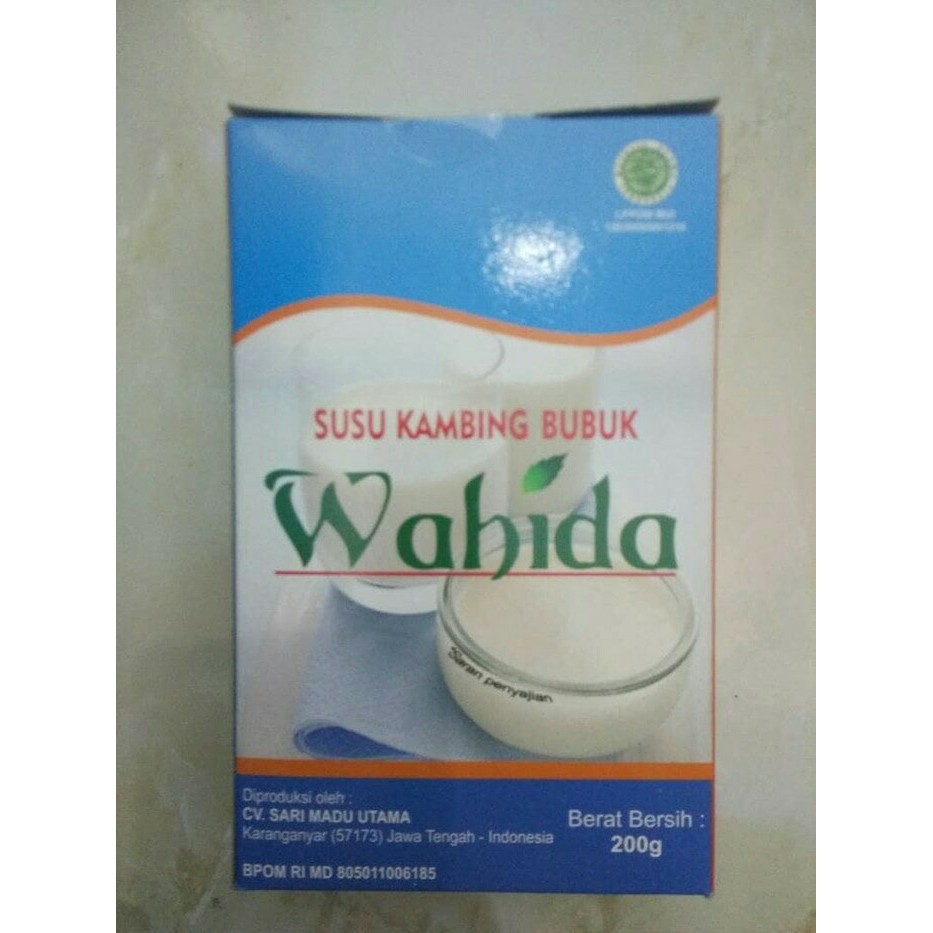 SUSU KAMBING BUBUK
Wahida
Saran penyajian
Diproduksi oleh :
CV. SARI MADU UTAMA
Karanganyar (57173) Jawa Tengah - Indonesia
BPOM RI MD 805011006185
Berat Bersih :
200g